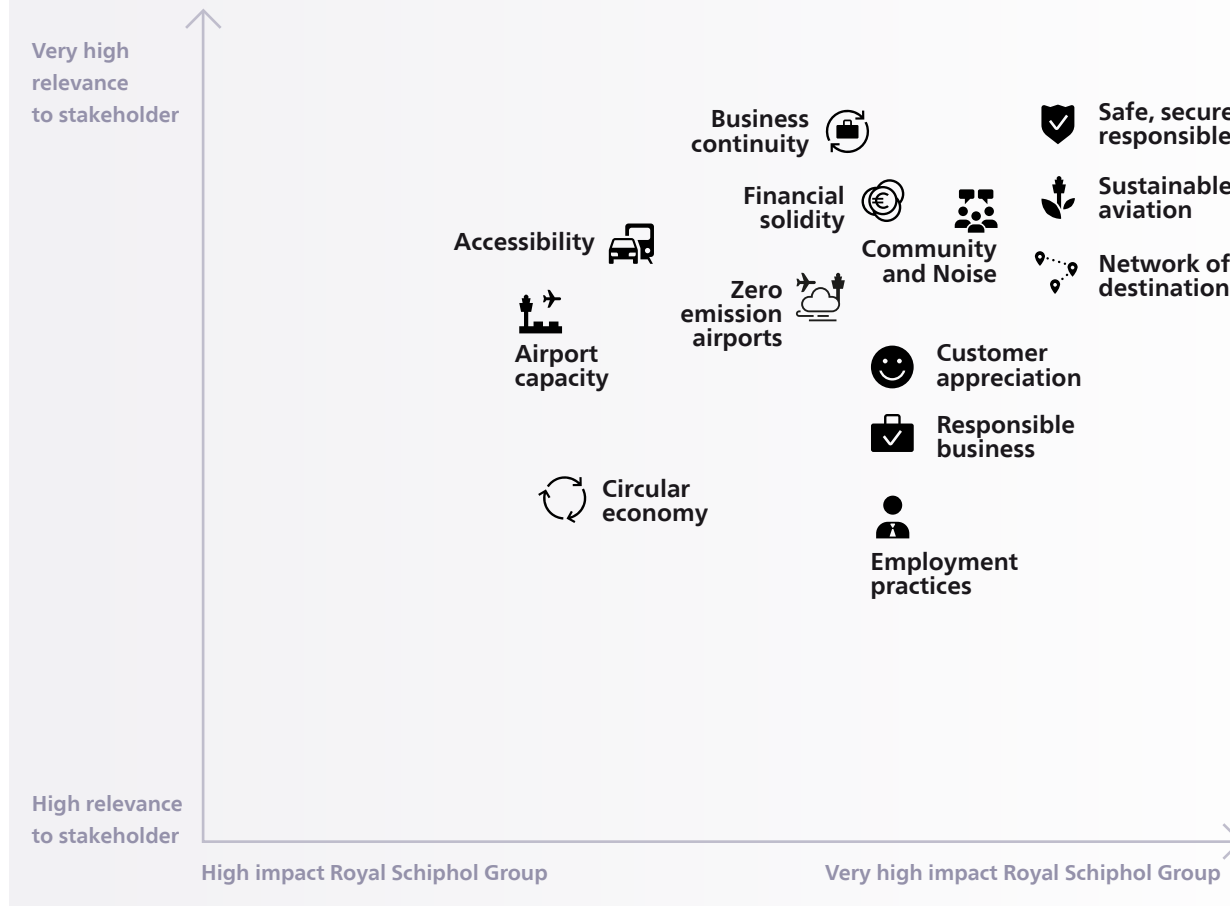 Very high
relevance
to stakeholder
Business
continuity
Safe, secure
responsible
Financial
solidity
Sustainable
aviation
Accessibility
Community
and Noise
Network of
destination
Zero
emission
airports
Airport
capacity
Customer
appreciation
Responsible
business
Circular
economy
Employment
practices
High relevance
to stakeholder
High impact Royal Schiphol Group
Very high impact Royal Schiphol Group